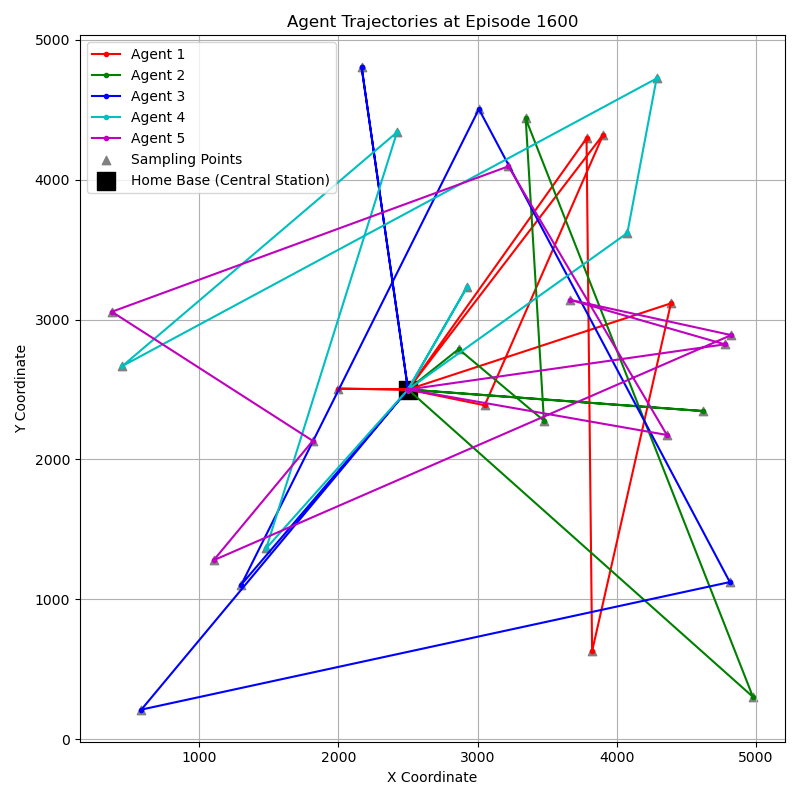 Agent Trajectories at Episode 1600
Agent 1
Agent 2
Agent 3
Agent 4
Agent 5
Sampling Points
Home Base (Central Station)
Y Coordinate
5000
4000
3000
2000
1000
0
1000 2000 3000 4000 5000
X Coordinate